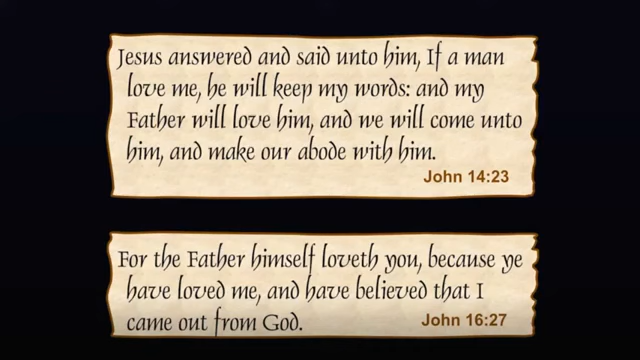 Jesus answered and said unto him, If a man
love me, he will keep my words: and my
Father will love him, and we will come unto
him, and make our abode with him.
John 14:23
For the Father himself loveth you, because ye
have loved me, and have believed that I
came out from God.
John 16:27